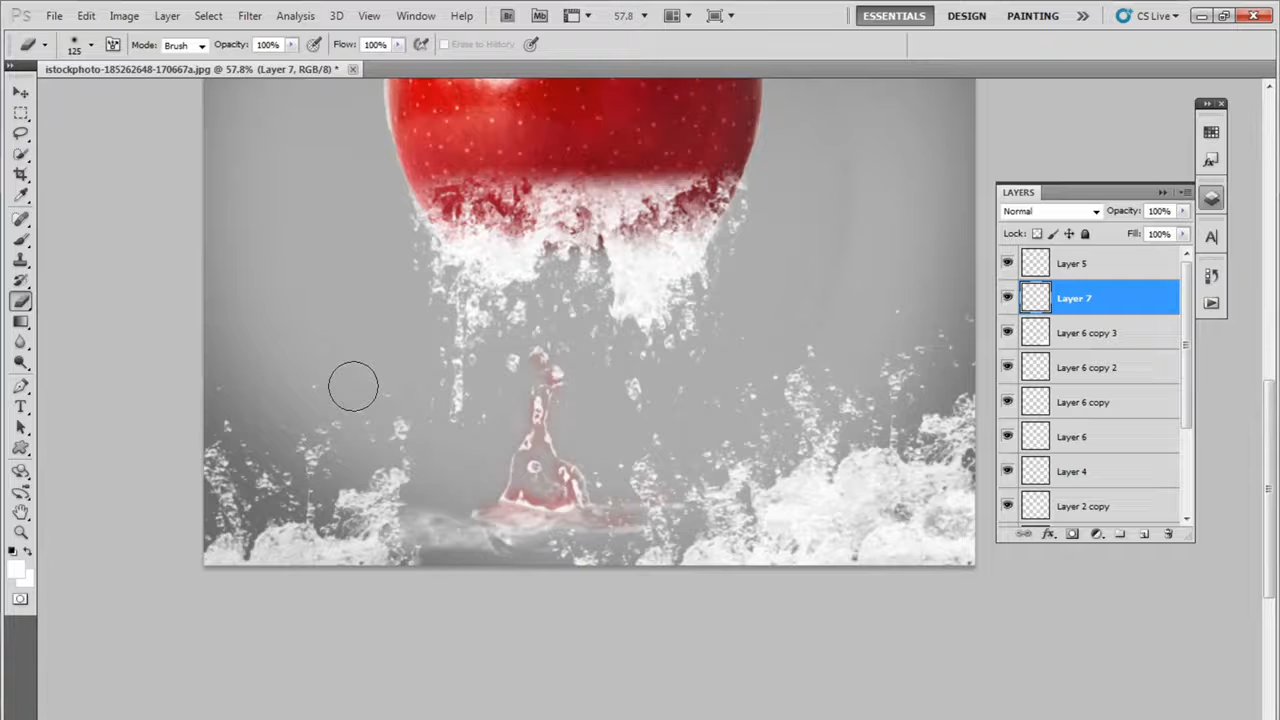 Ps File Edit Image Layer Select Filter Analysis 3D View Window Help Br Mb 57.8 ESSENTIALS DESIGN PAINTING CS Live
125 Mode: Brush Opacity: 100% Flow: 100% Erase to History
istockphoto-185262648-170667a.jpg @ 57.8% (Layer 7, RGB/8) *
LAYERS
Normal Opacity: 100%
Lock: Fill: 100%
Layer 5
Layer 7
Layer 6 copy 3
Layer 6 copy 2
Layer 6 copy
Layer 6
Layer 4
Layer 2 copy